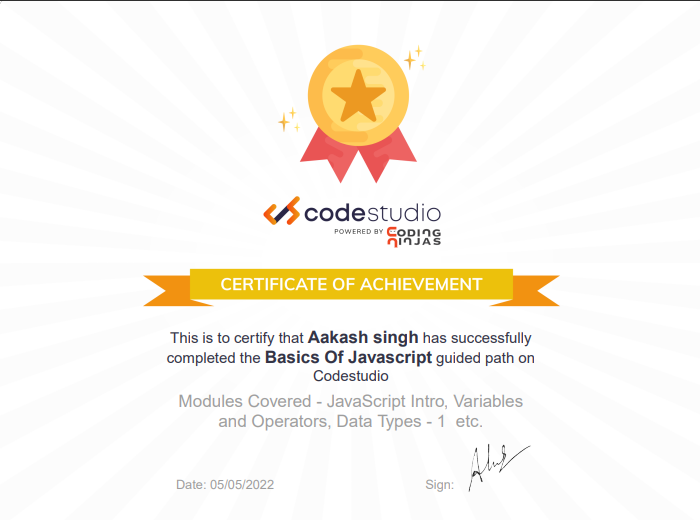 codestudio
POWERED BY CODING
NINJAS
CERTIFICATE OF ACHIEVEMENT
This is to certify that Aakash singh has successfully
completed the Basics Of Javascript guided path on
Codestudio
Modules Covered - JavaScript Intro, Variables
and Operators, Data Types - 1 etc.
Date: 05/05/2022 Sign: